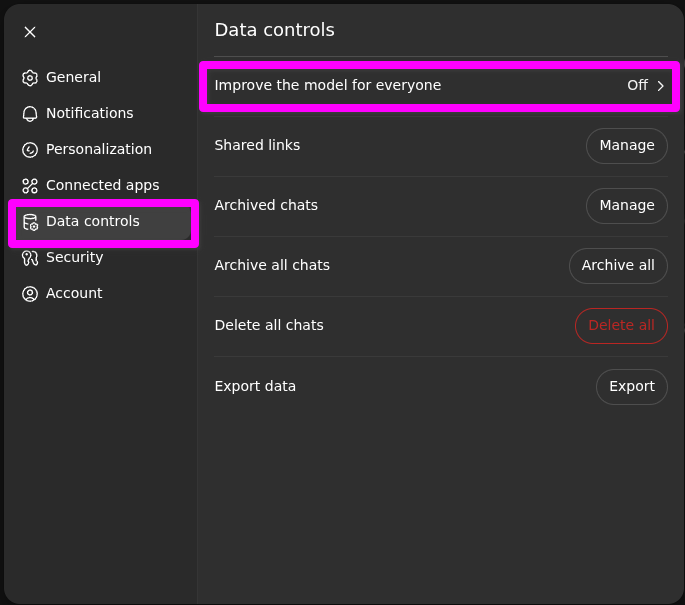 Data controls
General
Notifications
Personalization
Connected apps
Data controls
Security
Account
Improve the model for everyone Off
Shared links Manage
Archived chats Manage
Archive all chats Archive all
Delete all chats Delete all
Export data Export